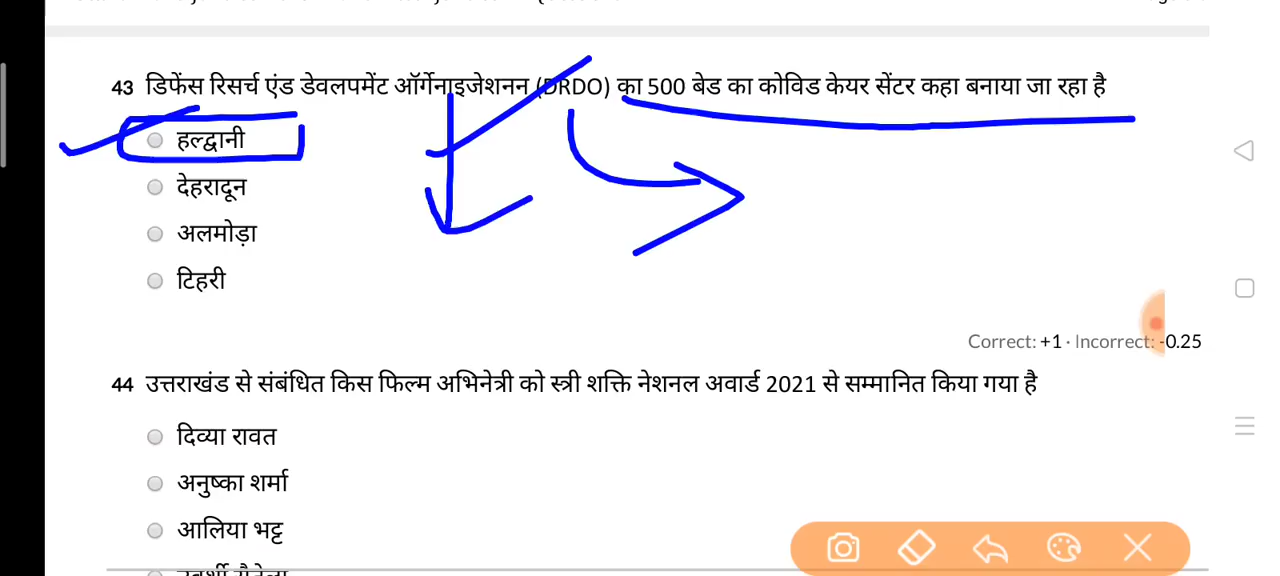 43 डिफेंस रिसर्च एंड डेवलपमेंट ऑर्गेनाइजेशनन (DRDO) का 500 बेड का कोविड केयर सेंटर कहा बनाया जा रहा है
हल्द्वानी
देहरादून
अलमोड़ा
टिहरी
Correct: +1 · Incorrect: -0.25
44 उत्तराखंड से संबंधित किस फिल्म अभिनेत्री को स्त्री शक्ति नेशनल अवार्ड 2021 से सम्मानित किया गया है
दिव्या रावत
अनुष्का शर्मा
आलिया भट्ट